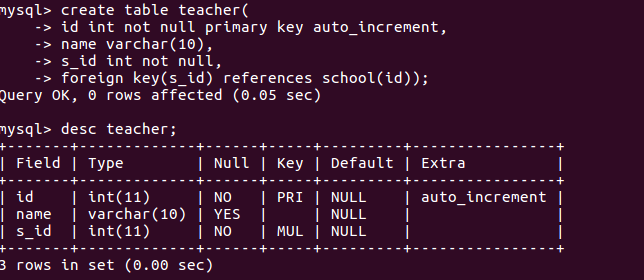 mysql> create table teacher(
    -> id int not null primary key auto_increment,
    -> name varchar(10),
    -> s_id int not null,
    -> foreign key(s_id) references school(id));
Query OK, 0 rows affected (0.05 sec)

mysql> desc teacher;
+-------+-------------+------+-----+---------+----------------+
| Field | Type        | Null | Key | Default | Extra          |
+-------+-------------+------+-----+---------+----------------+
| id    | int(11)     | NO   | PRI | NULL    | auto_increment |
| name  | varchar(10) | YES  |     | NULL    |                |
| s_id  | int(11)     | NO   | MUL | NULL    |                |
+-------+-------------+------+-----+---------+----------------+
3 rows in set (0.00 sec)